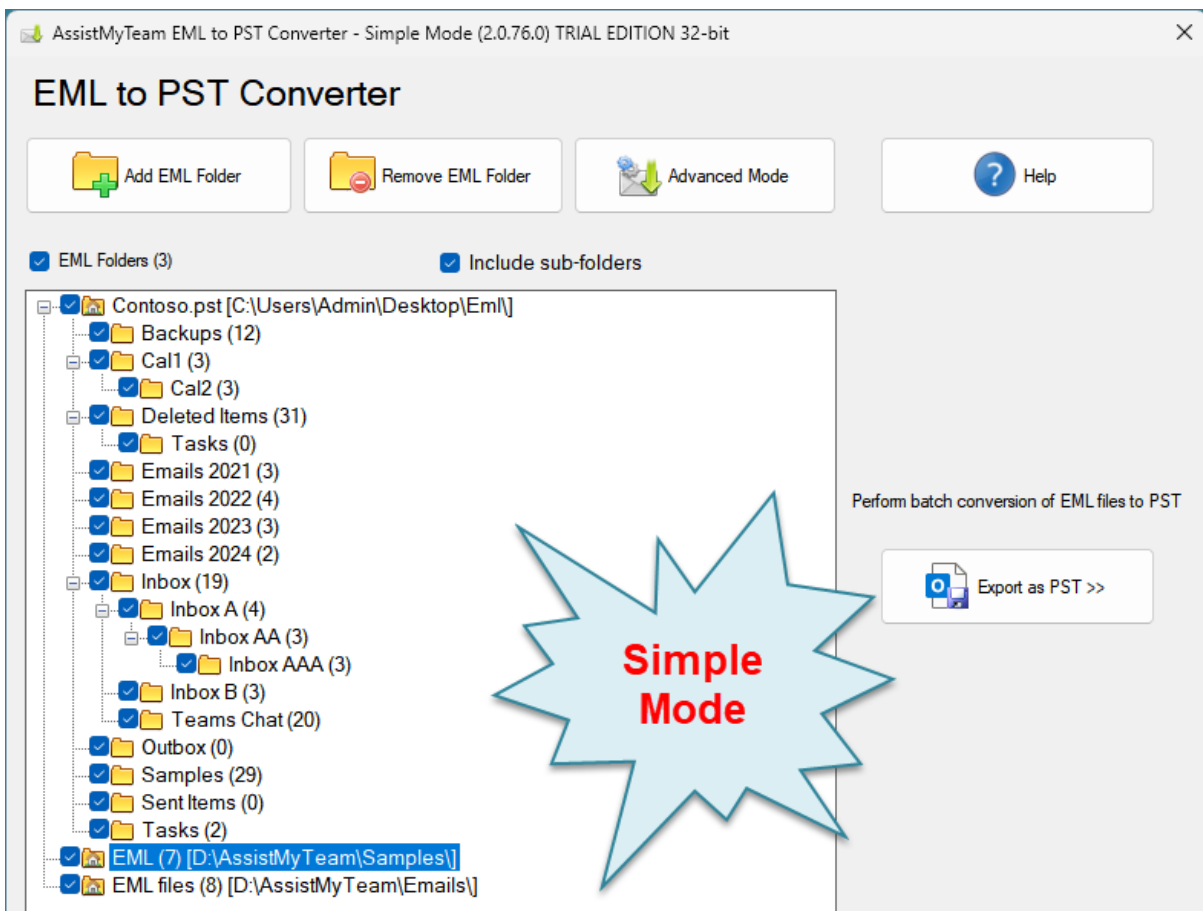 AssistMyTeam EML to PST Converter - Simple Mode (2.0.76.0) TRIAL EDITION 32-bit
EML to PST Converter
Add EML Folder
Remove EML Folder
Advanced Mode
Help
EML Folders (3)
Include sub-folders
Contoso.pst [C:\Users\Admin\Desktop\Eml\]
Backups (12)
Cal1 (3)
Cal2 (3)
Deleted Items (31)
Tasks (0)
Emails 2021 (3)
Emails 2022 (4)
Emails 2023 (3)
Emails 2024 (2)
Inbox (19)
Inbox A (4)
Inbox AA (3)
Inbox AAA (3)
Inbox B (3)
Teams Chat (20)
Outbox (0)
Samples (29)
Sent Items (0)
Tasks (2)
EML (7) [D:\AssistMyTeam\Samples\]
EML files (8) [D:\AssistMyTeam\Emails\]
Simple
Mode
Perform batch conversion of EML files to PST
Export as PST >>